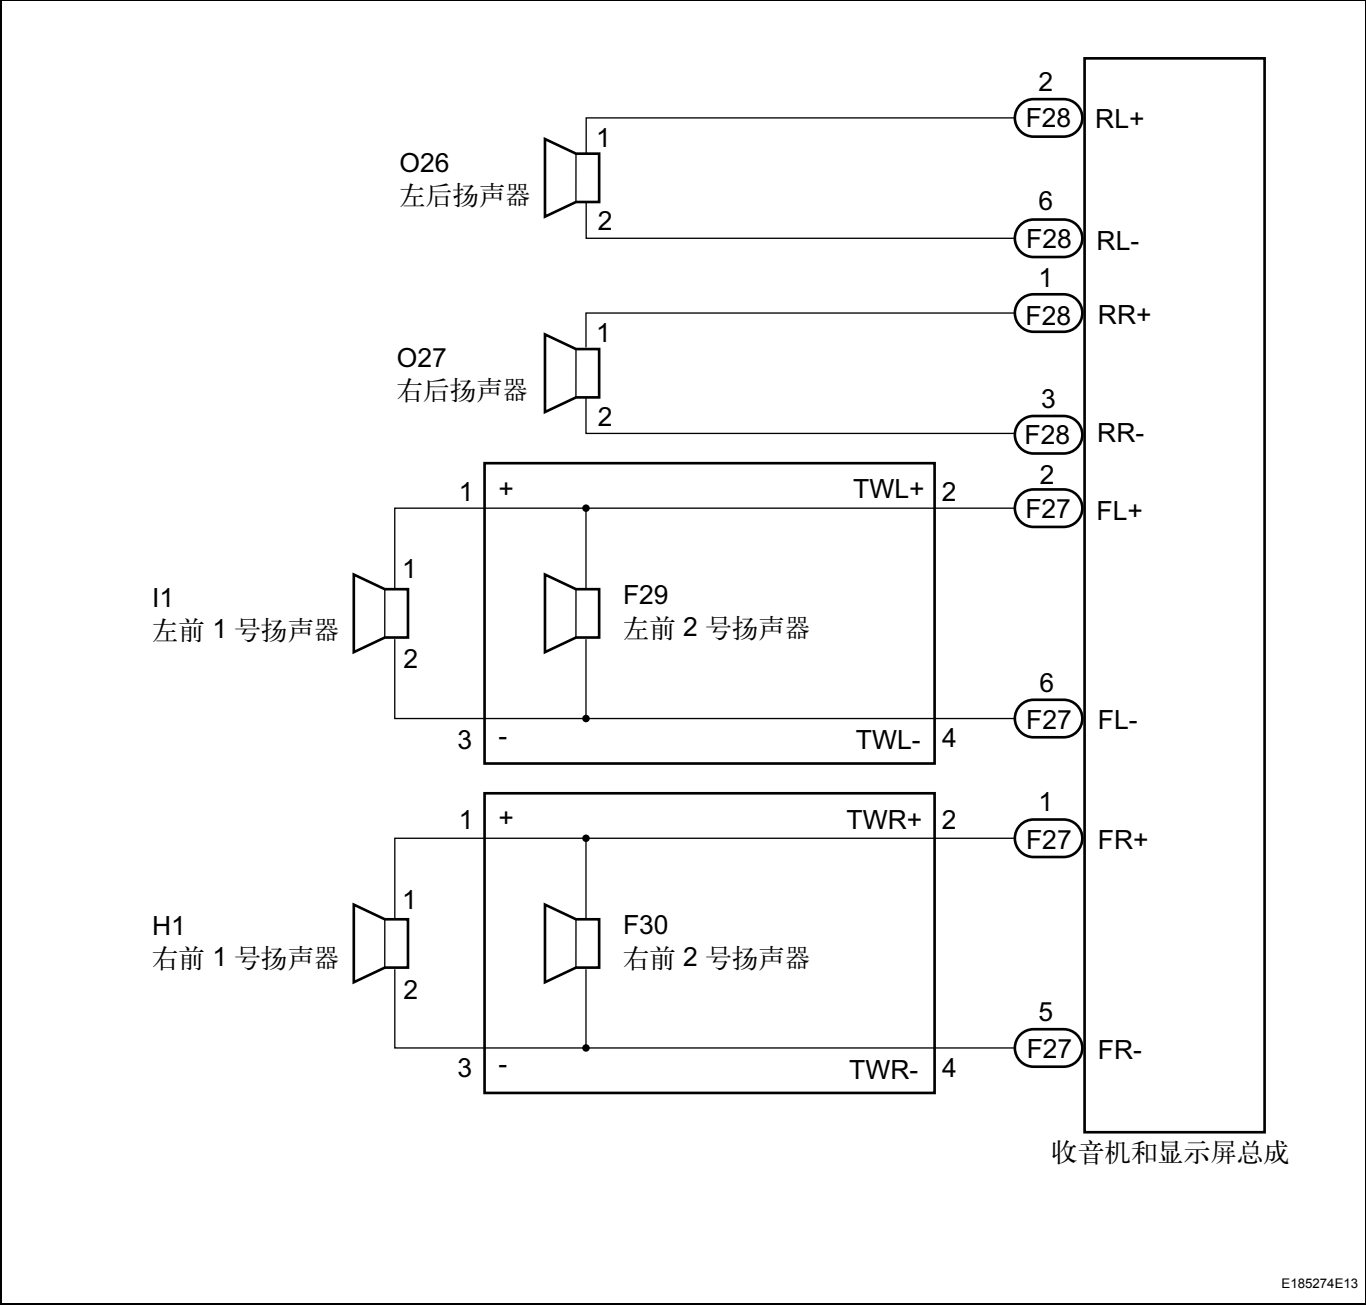 2
F28 RL+
1
O26
左后扬声器
2
6
F28 RL-
1
F28 RR+
1
O27
右后扬声器
2
3
F28 RR-
1 + TWL+ 2
2
F27 FL+
1
I1
左前 1 号扬声器
2
F29
左前 2 号扬声器
6
F27 FL-
3 - TWL- 4
1 + TWR+ 2
1
F27 FR+
1
H1
右前 1 号扬声器
2
F30
右前 2 号扬声器
5
F27 FR-
3 - TWR- 4
收音机和显示屏总成
E185274E13